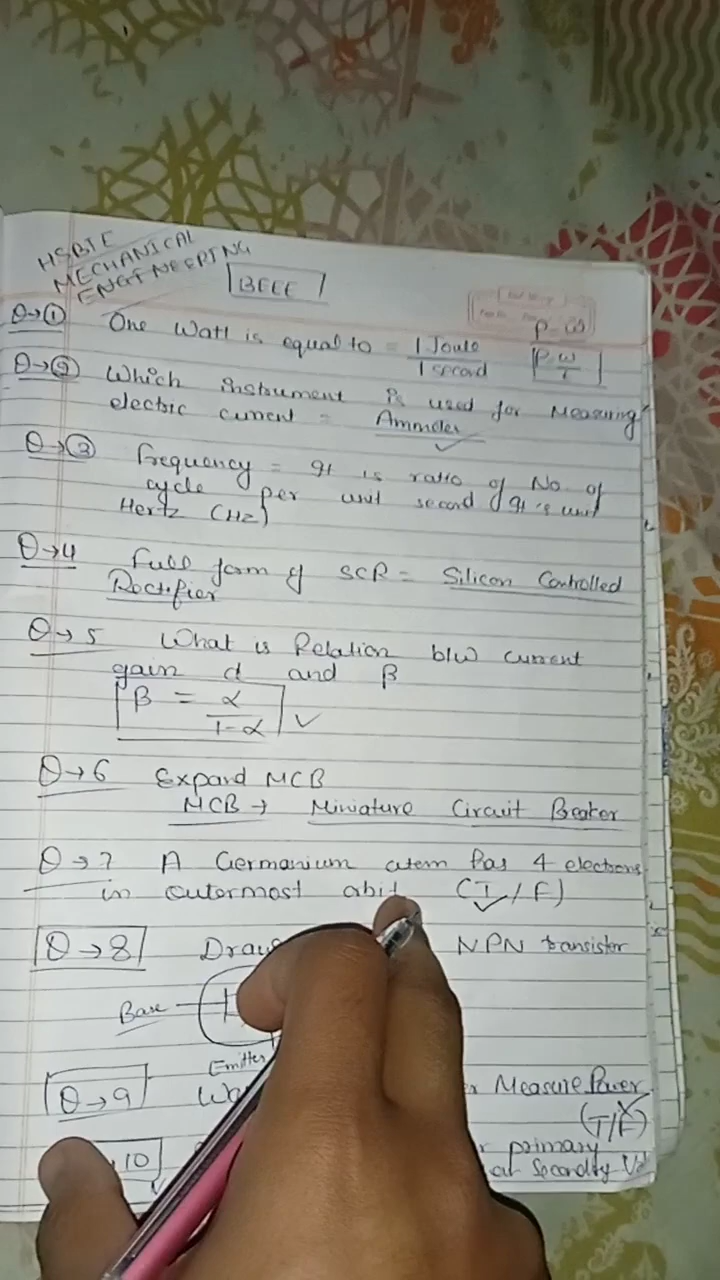 HSBTE
MECHANICAL
ENGINEERING
BEEE
Q→① One Watt is equal to = 1 Joule / 1 second
P = W/t
Q→② Which instrument is used for Measuring
electric current = Ammeter
Q→③ Frequency = It is ratio of No. of
cycle per unit second It's unit
Hertz (Hz)
Q→4 Full form of SCR = Silicon Controlled
Rectifier
Q→5 What is Relation b/w current
gain α and β
β = α / 1-α
Q→6 Expand MCB
MCB → Miniature Circuit Beaker
Q→7 A Germanium atem has 4 electrons
in outermost abit (T/F)
Q→8 NPN transistor
Base
Emitter
Q→9 Measure Power
(T/F)
10 primary
Secondly